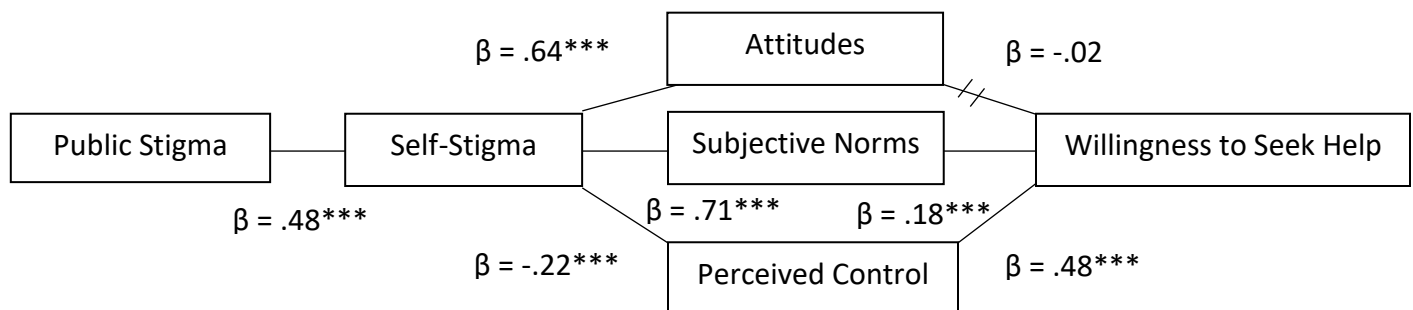 β = .64***
Attitudes
β = -.02
Public Stigma
Self-Stigma
Subjective Norms
Willingness to Seek Help
β = .48***
β = .71***
β = .18***
β = -.22***
Perceived Control
β = .48***